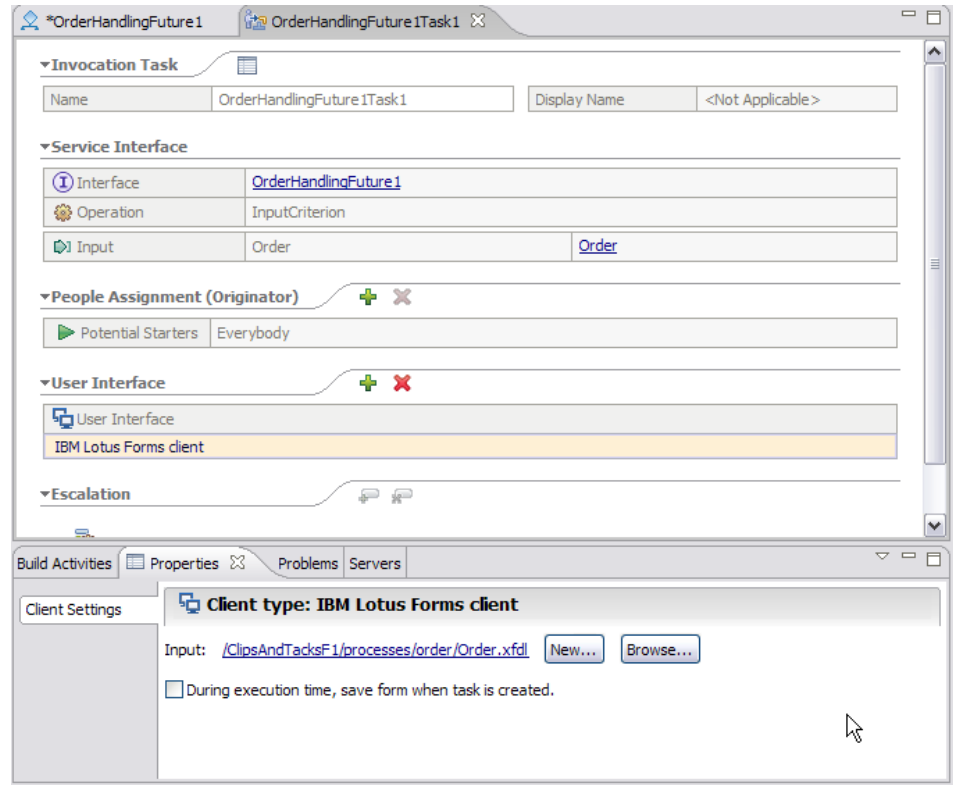 *OrderHandlingFuture1 OrderHandlingFuture1Task1
Invocation Task
Name OrderHandlingFuture1Task1 Display Name <Not Applicable>
Service Interface
Interface OrderHandlingFuture1
Operation InputCriterion
Input Order Order
People Assignment (Originator)
Potential Starters Everybody
User Interface
User Interface
IBM Lotus Forms client
Escalation
Build Activities Properties Problems Servers
Client Settings Client type: IBM Lotus Forms client
Input: /ClipsAndTacksF1/processes/order/Order.xfdl New... Browse...
During execution time, save form when task is created.